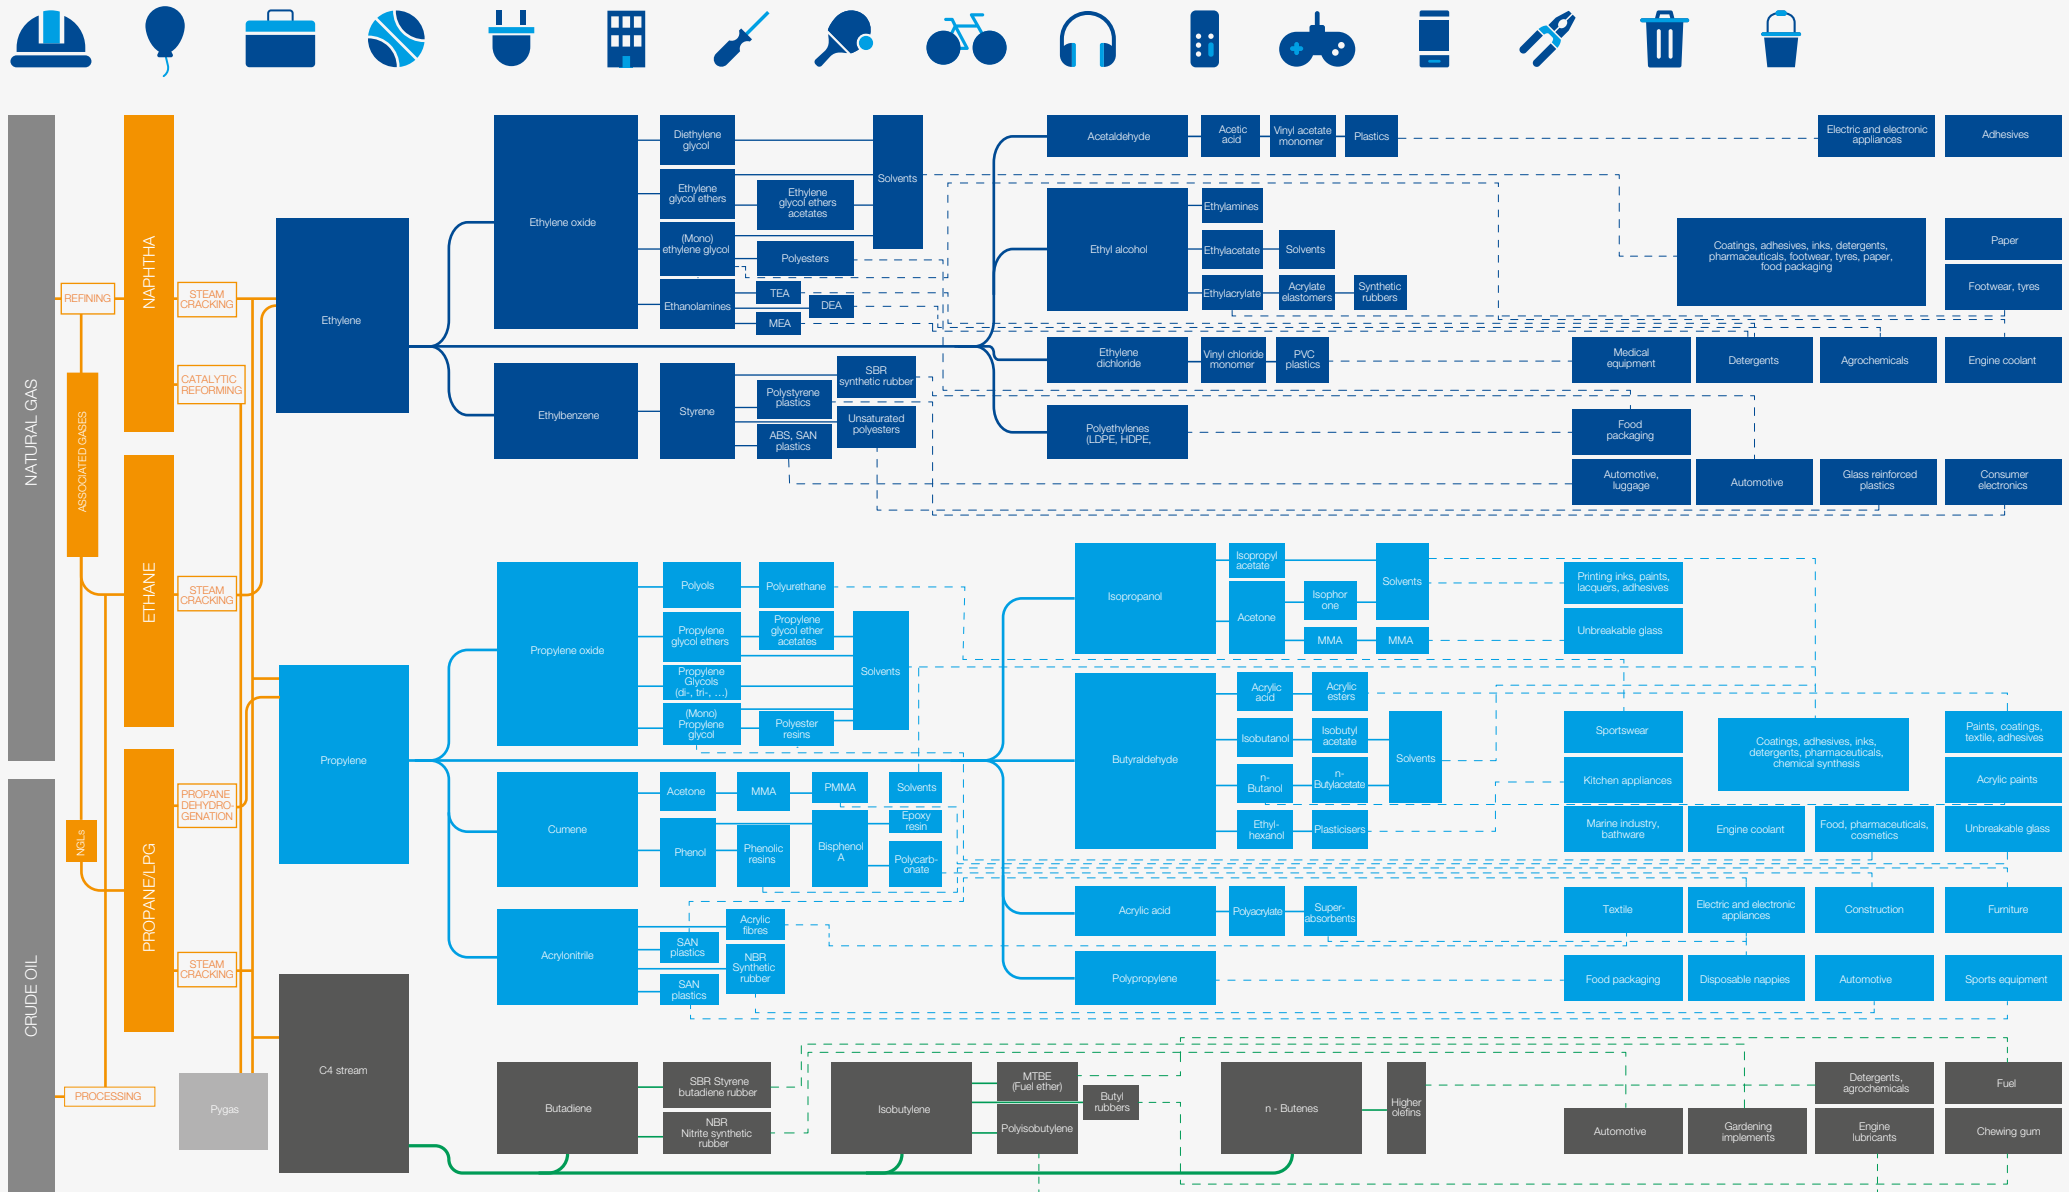 NATURAL GAS
CRUDE OIL
REFINING
ASSOCIATED GASES
NGLs
PROCESSING
NAPHTHA
ETHANE
PROPANE/LPG
STEAM
CRACKING
CATALYTIC
REFORMING
STEAM
CRACKING
PROPANE
DEHYDRO-
GENATION
STEAM
CRACKING
Pygas
Ethylene
Ethylene oxide
Diethylene
glycol
Ethylene
glycol ethers
Ethylene
glycol ethers
acetates
(Mono)
ethylene glycol
Polyesters
Ethanolamines
TEA
DEA
MEA
Solvents
Ethylbenzene
Styrene
SBR
synthetic rubber
Polystyrene
plastics
Unsaturated
polyesters
ABS, SAN
plastics
Acetaldehyde
Acetic
acid
Vinyl acetate
monomer
Plastics
Ethyl alcohol
Ethylamines
Ethylacetate
Solvents
Ethylacrylate
Acrylate
elastomers
Synthetic
rubbers
Ethylene
dichloride
Vinyl chloride
monomer
PVC
plastics
Polyethylenes
(LDPE, HDPE,
Electric and electronic
appliances
Adhesives
Coatings, adhesives, inks, detergents,
pharmaceuticals, footwear, tyres, paper,
food packaging
Paper
Footwear, tyres
Medical
equipment
Detergents
Agrochemicals
Engine coolant
Food
packaging
Automotive,
luggage
Automotive
Glass reinforced
plastics
Consumer
electronics
Propylene
Propylene oxide
Polyols
Polyurethane
Propylene
glycol ethers
Propylene
glycol ether
acetates
Propylene
Glycols
(di-, tri-, ...)
(Mono)
Propylene
glycol
Polyester
resins
Solvents
Cumene
Acetone
MMA
PMMA
Solvents
Phenol
Phenolic
resins
Bisphenol
A
Epoxy
resin
Polycarb-
onate
Acrylonitrile
Acrylic
fibres
SAN
plastics
NBR
Synthetic
rubber
SAN
plastics
Isopropanol
Isopropyl
acetate
Acetone
Isophor
one
MMA
MMA
Solvents
Butyraldehyde
Acrylic
acid
Acrylic
esters
Isobutanol
Isobutyl
acetate
n-
Butanol
n-
Butylacetate
Solvents
Ethyl-
hexanol
Plasticisers
Acrylic acid
Polyacrylate
Super-
absorbents
Polypropylene
Printing inks, paints,
lacquers, adhesives
Unbreakable glass
Sportswear
Kitchen appliances
Coatings, adhesives, inks,
detergents, pharmaceuticals,
chemical synthesis
Paints, coatings,
textile, adhesives
Acrylic paints
Marine industry,
bathware
Engine coolant
Food, pharmaceuticals,
cosmetics
Unbreakable glass
Textile
Electric and electronic
appliances
Construction
Furniture
Food packaging
Disposable nappies
Automotive
Sports equipment
C4 stream
Butadiene
SBR Styrene
butadiene rubber
NBR
Nitrite synthetic
rubber
Isobutylene
MTBE
(Fuel ether)
Butyl
rubbers
Polyisobutylene
n - Butenes
Higher
olefins
Detergents,
agrochemicals
Fuel
Automotive
Gardening
implements
Engine
lubricants
Chewing gum